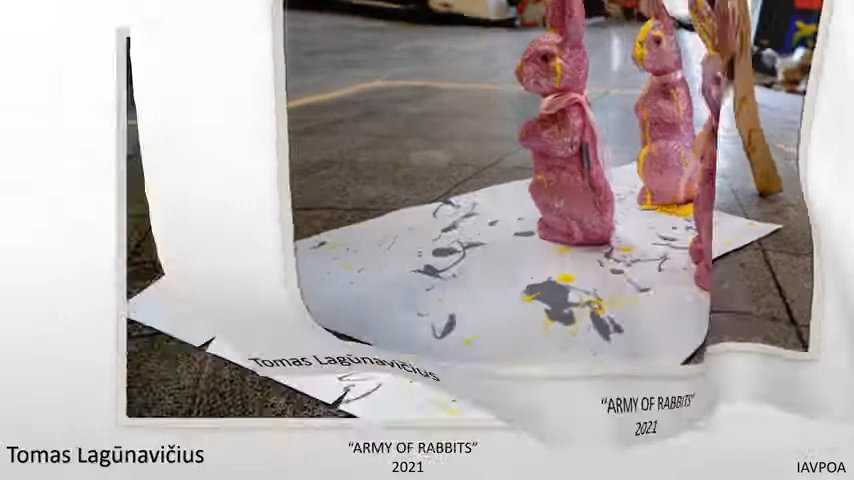 Tomas Lagūnavičius
"ARMY OF RABBITS"
2021
Tomas Lagūnavičius
"ARMY OF RABBITS"
2021
IAVPOA